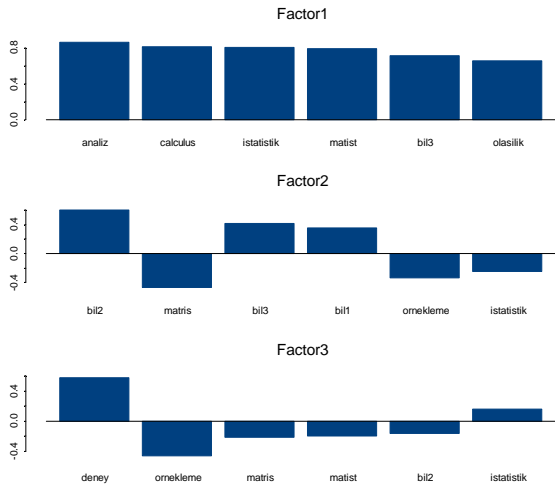 Factor1
0.8
0.4
0.0
analiz calculus istatistik matist bil3 olasilik
Factor2
0.4
0.0
-0.4
bil2 matris bil3 bil1 ornekleme istatistik
Factor3
0.4
0.0
-0.4
deney ornekleme matris matist bil2 istatistik